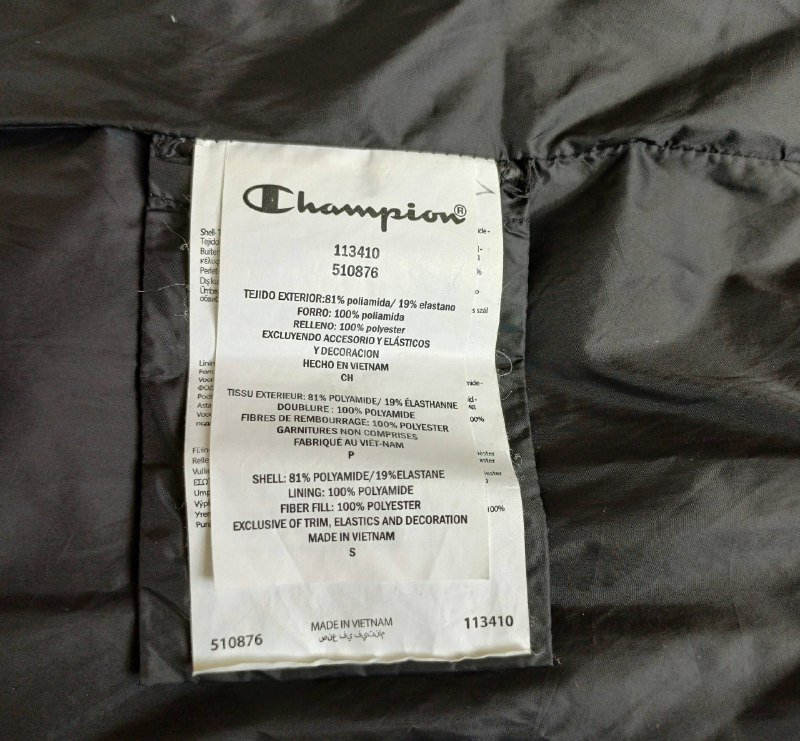 Champion®
113410
510876
TEJIDO EXTERIOR:81% poliamida/ 19% elastano
FORRO: 100% poliamida
RELLENO: 100% polyester
EXCLUYENDO ACCESORIO Y ELÁSTICOS
Y DECORACION
HECHO EN VIETNAM
CH
TISSU EXTERIEUR: 81% POLYAMIDE/ 19% ÉLASTHANNE
DOUBLURE : 100% POLYAMIDE
FIBRES DE REMBOURRAGE: 100% POLYESTER
GARNITURES NON COMPRISES
FABRIQUÉ AU VIET-NAM
P
SHELL: 81% POLYAMIDE/19%ELASTANE
LINING: 100% POLYAMIDE
FIBER FILL: 100% POLYESTER
EXCLUSIVE OF TRIM, ELASTICS AND DECORATION
MADE IN VIETNAM
S
MADE IN VIETNAM
510876
113410